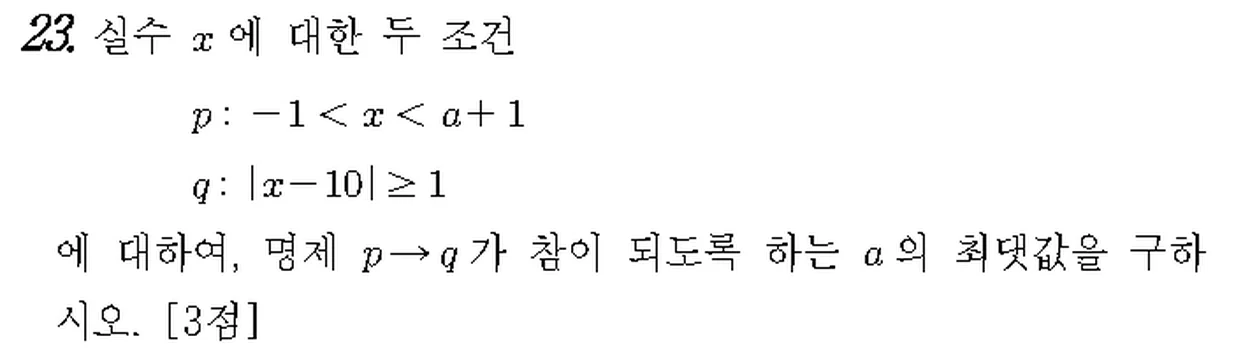 23. 실수 x에 대한 두 조건
p: −1 < x < a+1
q: |x−10| ≥ 1
에 대하여, 명제 p→q가 참이 되도록 하는 a의 최댓값을 구하
시오. [3점]